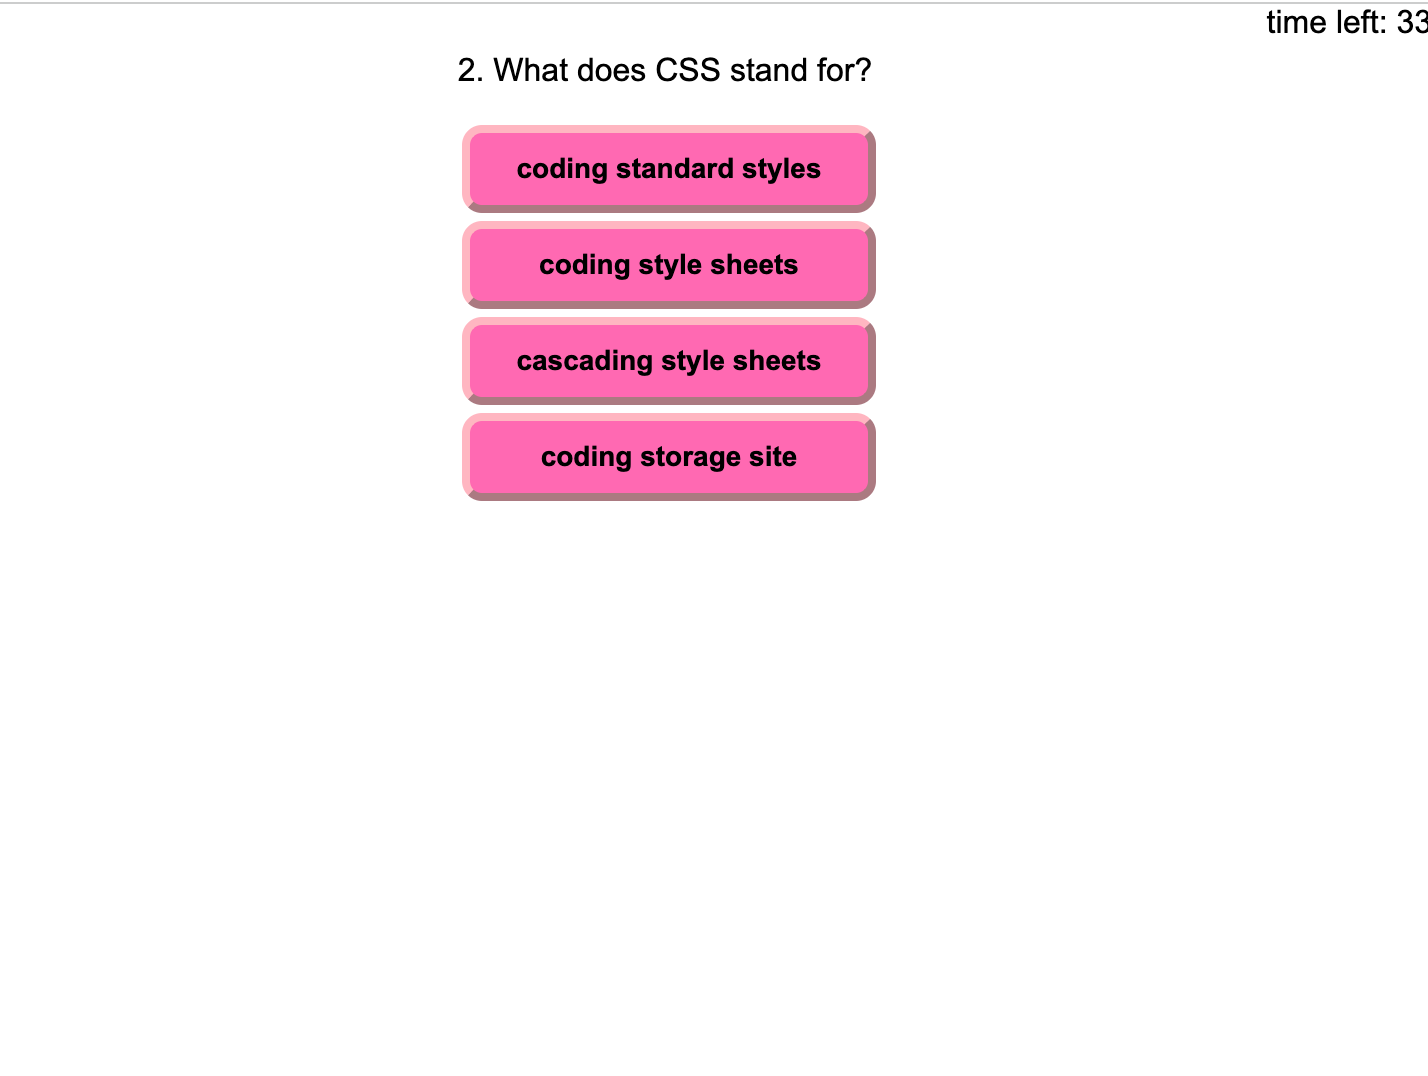 time left: 33
2. What does CSS stand for?
coding standard styles
coding style sheets
cascading style sheets
coding storage site